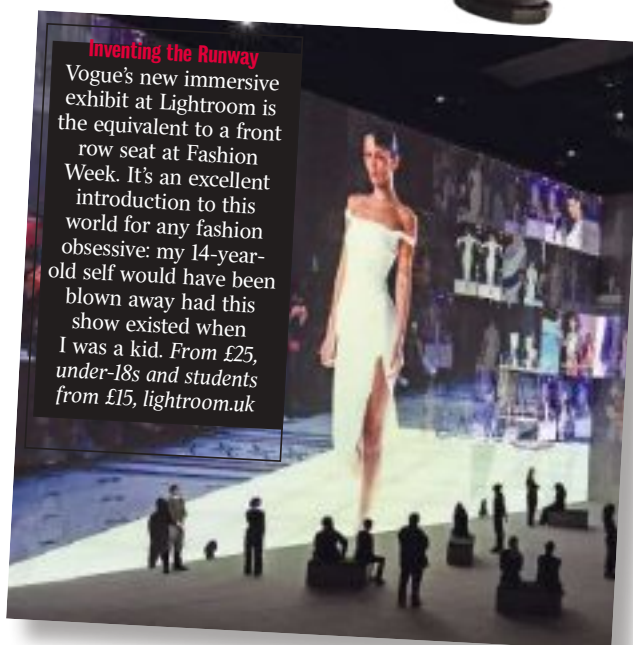 Inventing the Runway
Vogue’s new immersive
exhibit at Lightroom is
the equivalent to a front
row seat at Fashion
Week. It’s an excellent
introduction to this
world for any fashion
obsessive: my 14-year-
old self would have been
blown away had this
show existed when
I was a kid. From £25,
under-18s and students
from £15, lightroom.uk